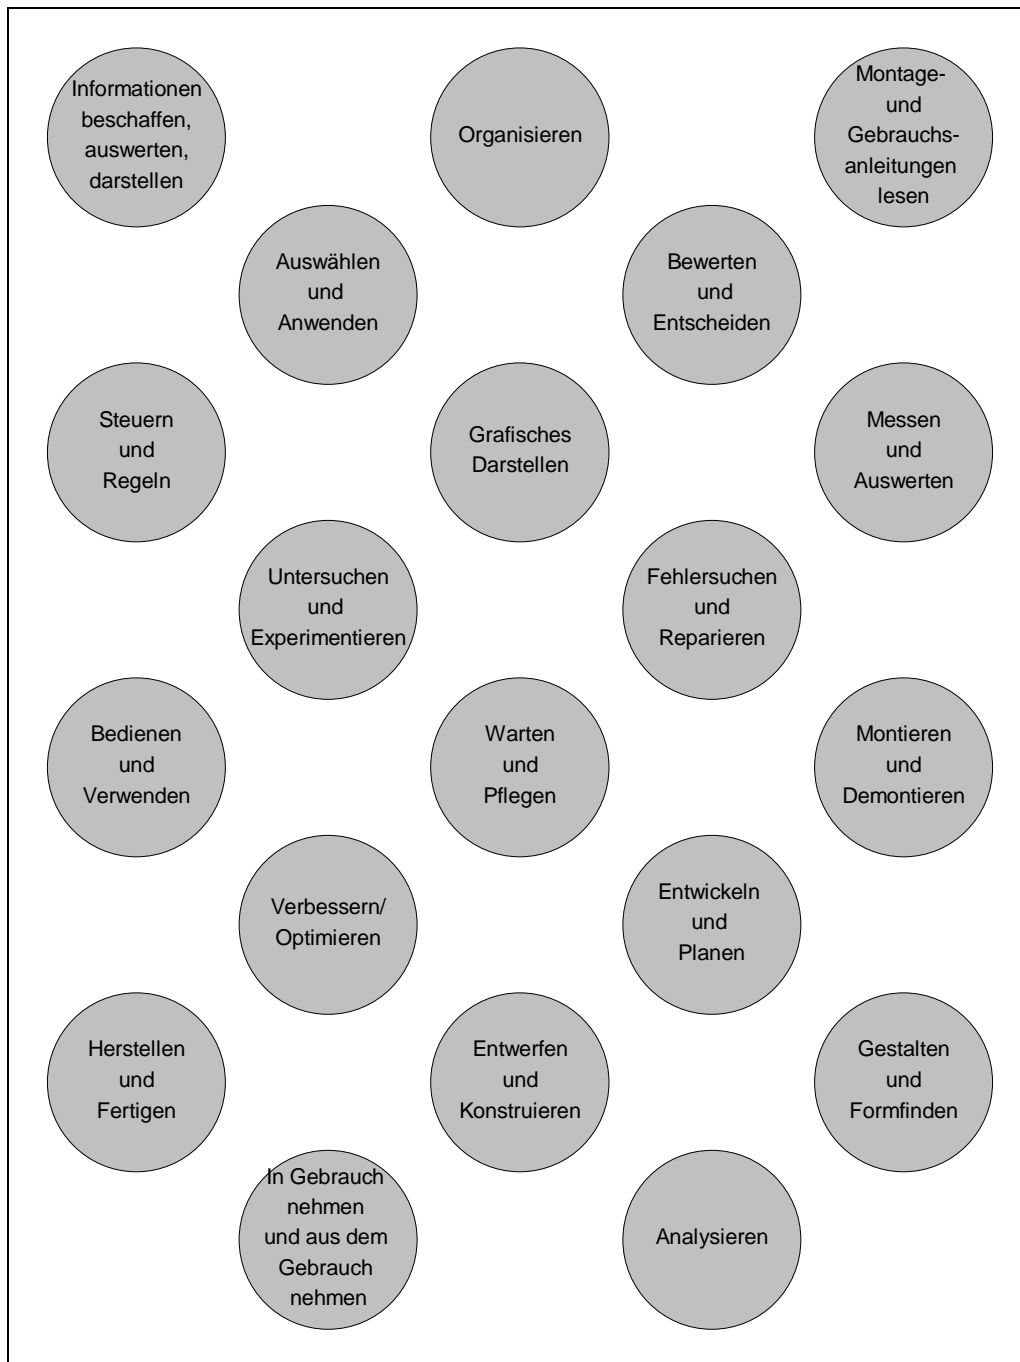 Informationen
beschaffen,
auswerten,
darstellen
Organisieren
Montage-
und
Gebrauchs-
anleitungen
lesen
Auswählen
und
Anwenden
Bewerten
und
Entscheiden
Steuern
und
Regeln
Grafisches
Darstellen
Messen
und
Auswerten
Untersuchen
und
Experimentieren
Fehlersuchen
und
Reparieren
Bedienen
und
Verwenden
Warten
und
Pflegen
Montieren
und
Demontieren
Verbessern/
Optimieren
Entwickeln
und
Planen
Herstellen
und
Fertigen
Entwerfen
und
Konstruieren
Gestalten
und
Formfinden
In Gebrauch
nehmen
und aus dem
Gebrauch
nehmen
Analysieren